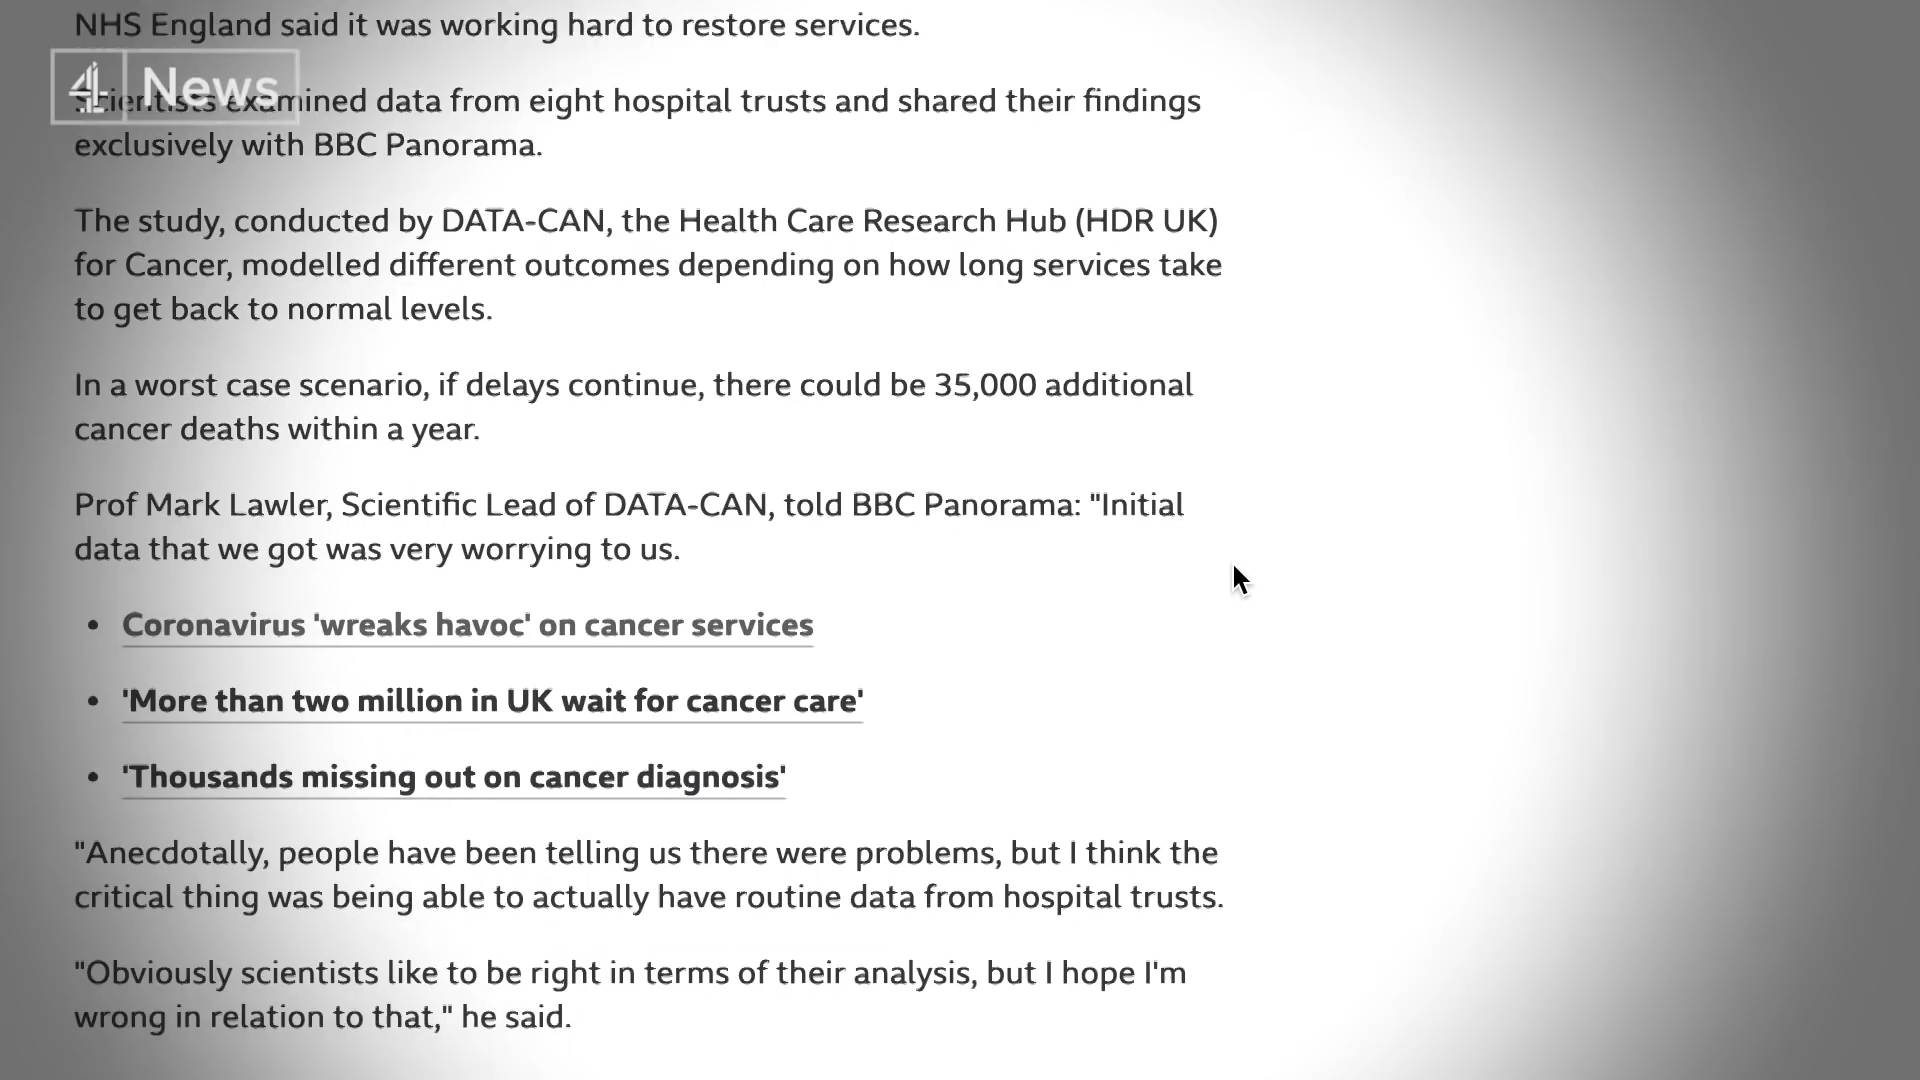 NHS England said it was working hard to restore services.
4 News
Scientists examined data from eight hospital trusts and shared their findings
exclusively with BBC Panorama.
The study, conducted by DATA-CAN, the Health Care Research Hub (HDR UK)
for Cancer, modelled different outcomes depending on how long services take
to get back to normal levels.
In a worst case scenario, if delays continue, there could be 35,000 additional
cancer deaths within a year.
Prof Mark Lawler, Scientific Lead of DATA-CAN, told BBC Panorama: "Initial
data that we got was very worrying to us.
• Coronavirus 'wreaks havoc' on cancer services
• 'More than two million in UK wait for cancer care'
• 'Thousands missing out on cancer diagnosis'
"Anecdotally, people have been telling us there were problems, but I think the
critical thing was being able to actually have routine data from hospital trusts.
"Obviously scientists like to be right in terms of their analysis, but I hope I'm
wrong in relation to that," he said.